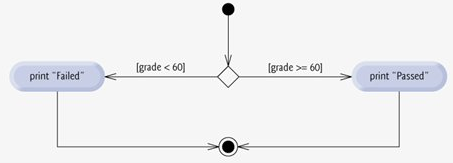 [grade < 60]
[grade >= 60]
print "Failed"
print "Passed"